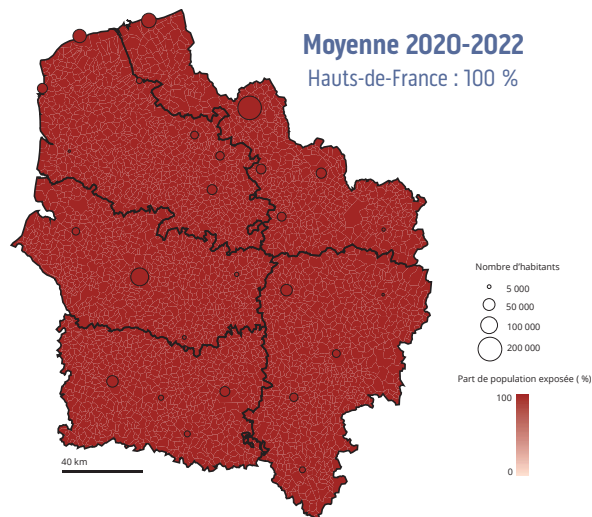 Moyenne 2020-2022
Hauts-de-France : 100 %
Nombre d'habitants
5 000
50 000
100 000
200 000
Part de population exposée ( %)
100
0
40 km